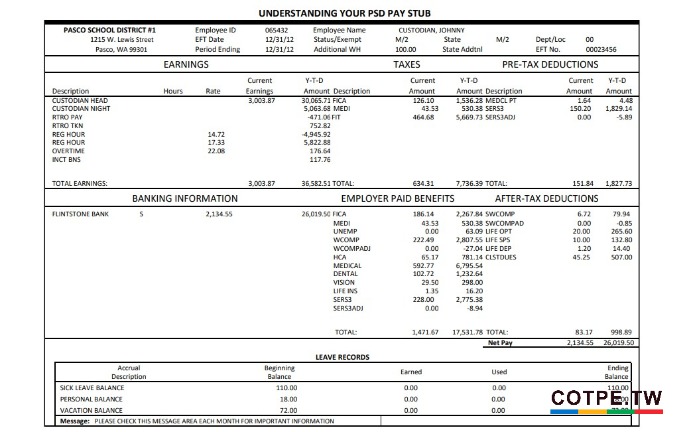 UNDERSTANDING YOUR PSD PAY STUB
PASCO SCHOOL DISTRICT #1 Employee ID 065432 Employee Name CUSTODIAN, JOHNNY
1215 W. Lewis Street EFT Date 12/31/12 Status/Exempt M/2 State M/2 Dept/Loc 00
Pasco, WA 99301 Period Ending 12/31/12 Additional WH 100.00 State Addtnl EFT No. 00023456
EARNINGS TAXES PRE-TAX DEDUCTIONS
Current Y-T-D Current Y-T-D Current Y-T-D
Description Hours Rate Earnings Amount Description Amount Amount Description Amount Amount
CUSTODIAN HEAD 3,003.87 30,065.71 FICA 126.10 1,536.28 MEDCL PT 1.64 4.48
CUSTODIAN NIGHT 5,063.68 MEDI 43.53 530.38 SERS3 150.20 1,829.14
RTRO PAY -471.06 FIT 464.68 5,669.73 SERS3ADJ 0.00 -5.89
RTRO TKN 752.82
REG HOUR 14.72 -4,945.92
REG HOUR 17.33 5,822.88
OVERTIME 22.08 176.64
INCT BNS 117.76
TOTAL EARNINGS: 3,003.87 36,582.51 TOTAL: 634.31 7,736.39 TOTAL: 151.84 1,827.73
BANKING INFORMATION EMPLOYER PAID BENEFITS AFTER-TAX DEDUCTIONS
FLINTSTONE BANK S 2,134.55 26,019.50 FICA 186.14 2,267.84 SWCOMP 6.72 79.94
MEDI 43.53 530.38 SWCOMPAD 0.00 -0.85
UNEMP 0.00 63.09 LIFE OPT 20.00 265.60
WCOMP 222.49 2,807.55 LIFE SPS 10.00 132.80
WCOMPADJ 0.00 -27.04 LIFE DEP 1.20 14.40
HCA 65.17 781.14 CLSTDUES 45.25 507.00
MEDICAL 592.77 6,795.54
DENTAL 102.72 1,232.64
VISION 29.50 298.00
LIFE INS 1.35 16.20
SERS3 228.00 2,775.38
SERS3ADJ 0.00 -8.94
TOTAL: 1,471.67 17,531.78 TOTAL: 83.17 998.89
Net Pay 2,134.55 26,019.50
LEAVE RECORDS
Accrual Beginning Ending
Description Balance Earned Used Balance
SICK LEAVE BALANCE 110.00 0.00 0.00 110.00
PERSONAL BALANCE 18.00 0.00 0.00
VACATION BALANCE 72.00 0.00 0.00
Message: PLEASE CHECK THIS MESSAGE AREA EACH MONTH FOR IMPORTANT INFORMATION
COTPE.TW